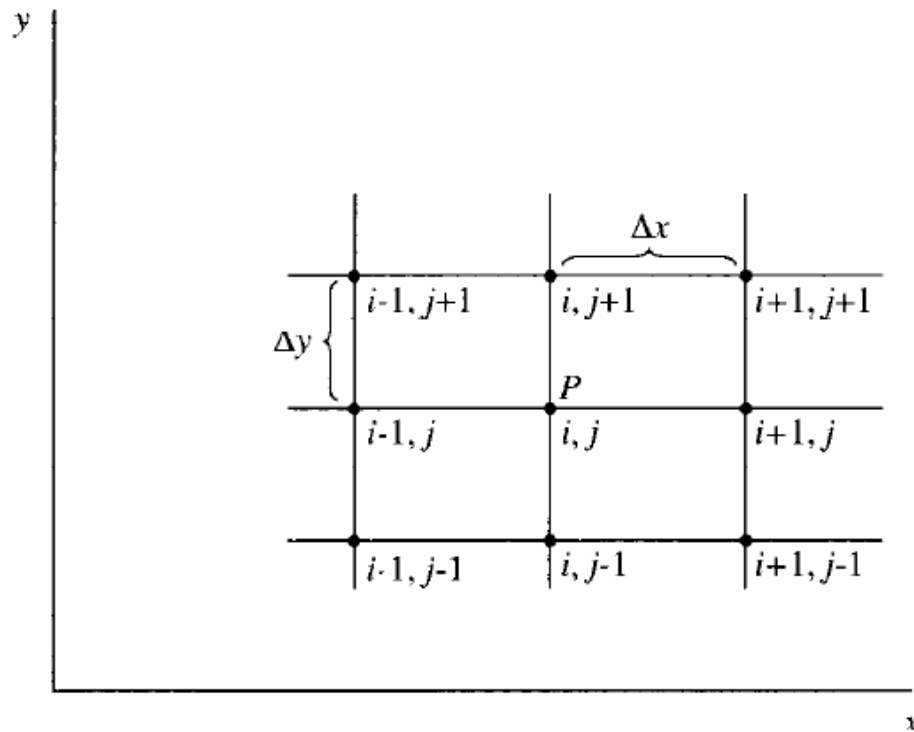 y
Δx
i-1, j+1 i, j+1 i+1, j+1
Δy
P
i-1, j i, j i+1, j
i-1, j-1 i, j-1 i+1, j-1
x